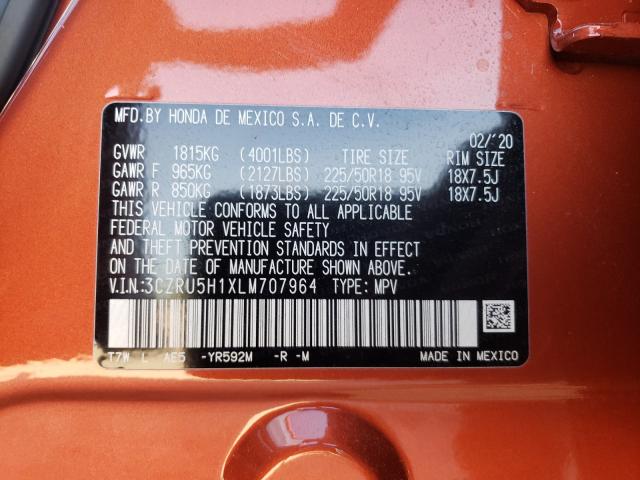 MFD.BY HONDA DE MEXICO S.A. DE C.V.
02/'20
GVWR 1815KG (4001LBS) TIRE SIZE RIM SIZE
GAWR F 965KG (2127LBS) 225/50R18 95V 18X7.5J
GAWR R 850KG (1873LBS) 225/50R18 95V 18X7.5J
THIS VEHICLE CONFORMS TO ALL APPLICABLE
FEDERAL MOTOR VEHICLE SAFETY
AND THEFT PREVENTION STANDARDS IN EFFECT
ON THE DATE OF MANUFACTURE SHOWN ABOVE.
V.I.N:3CZRU5H1XLM707964 TYPE: MPV
T7W L AE5 -YR592M -R -M MADE IN MEXICO